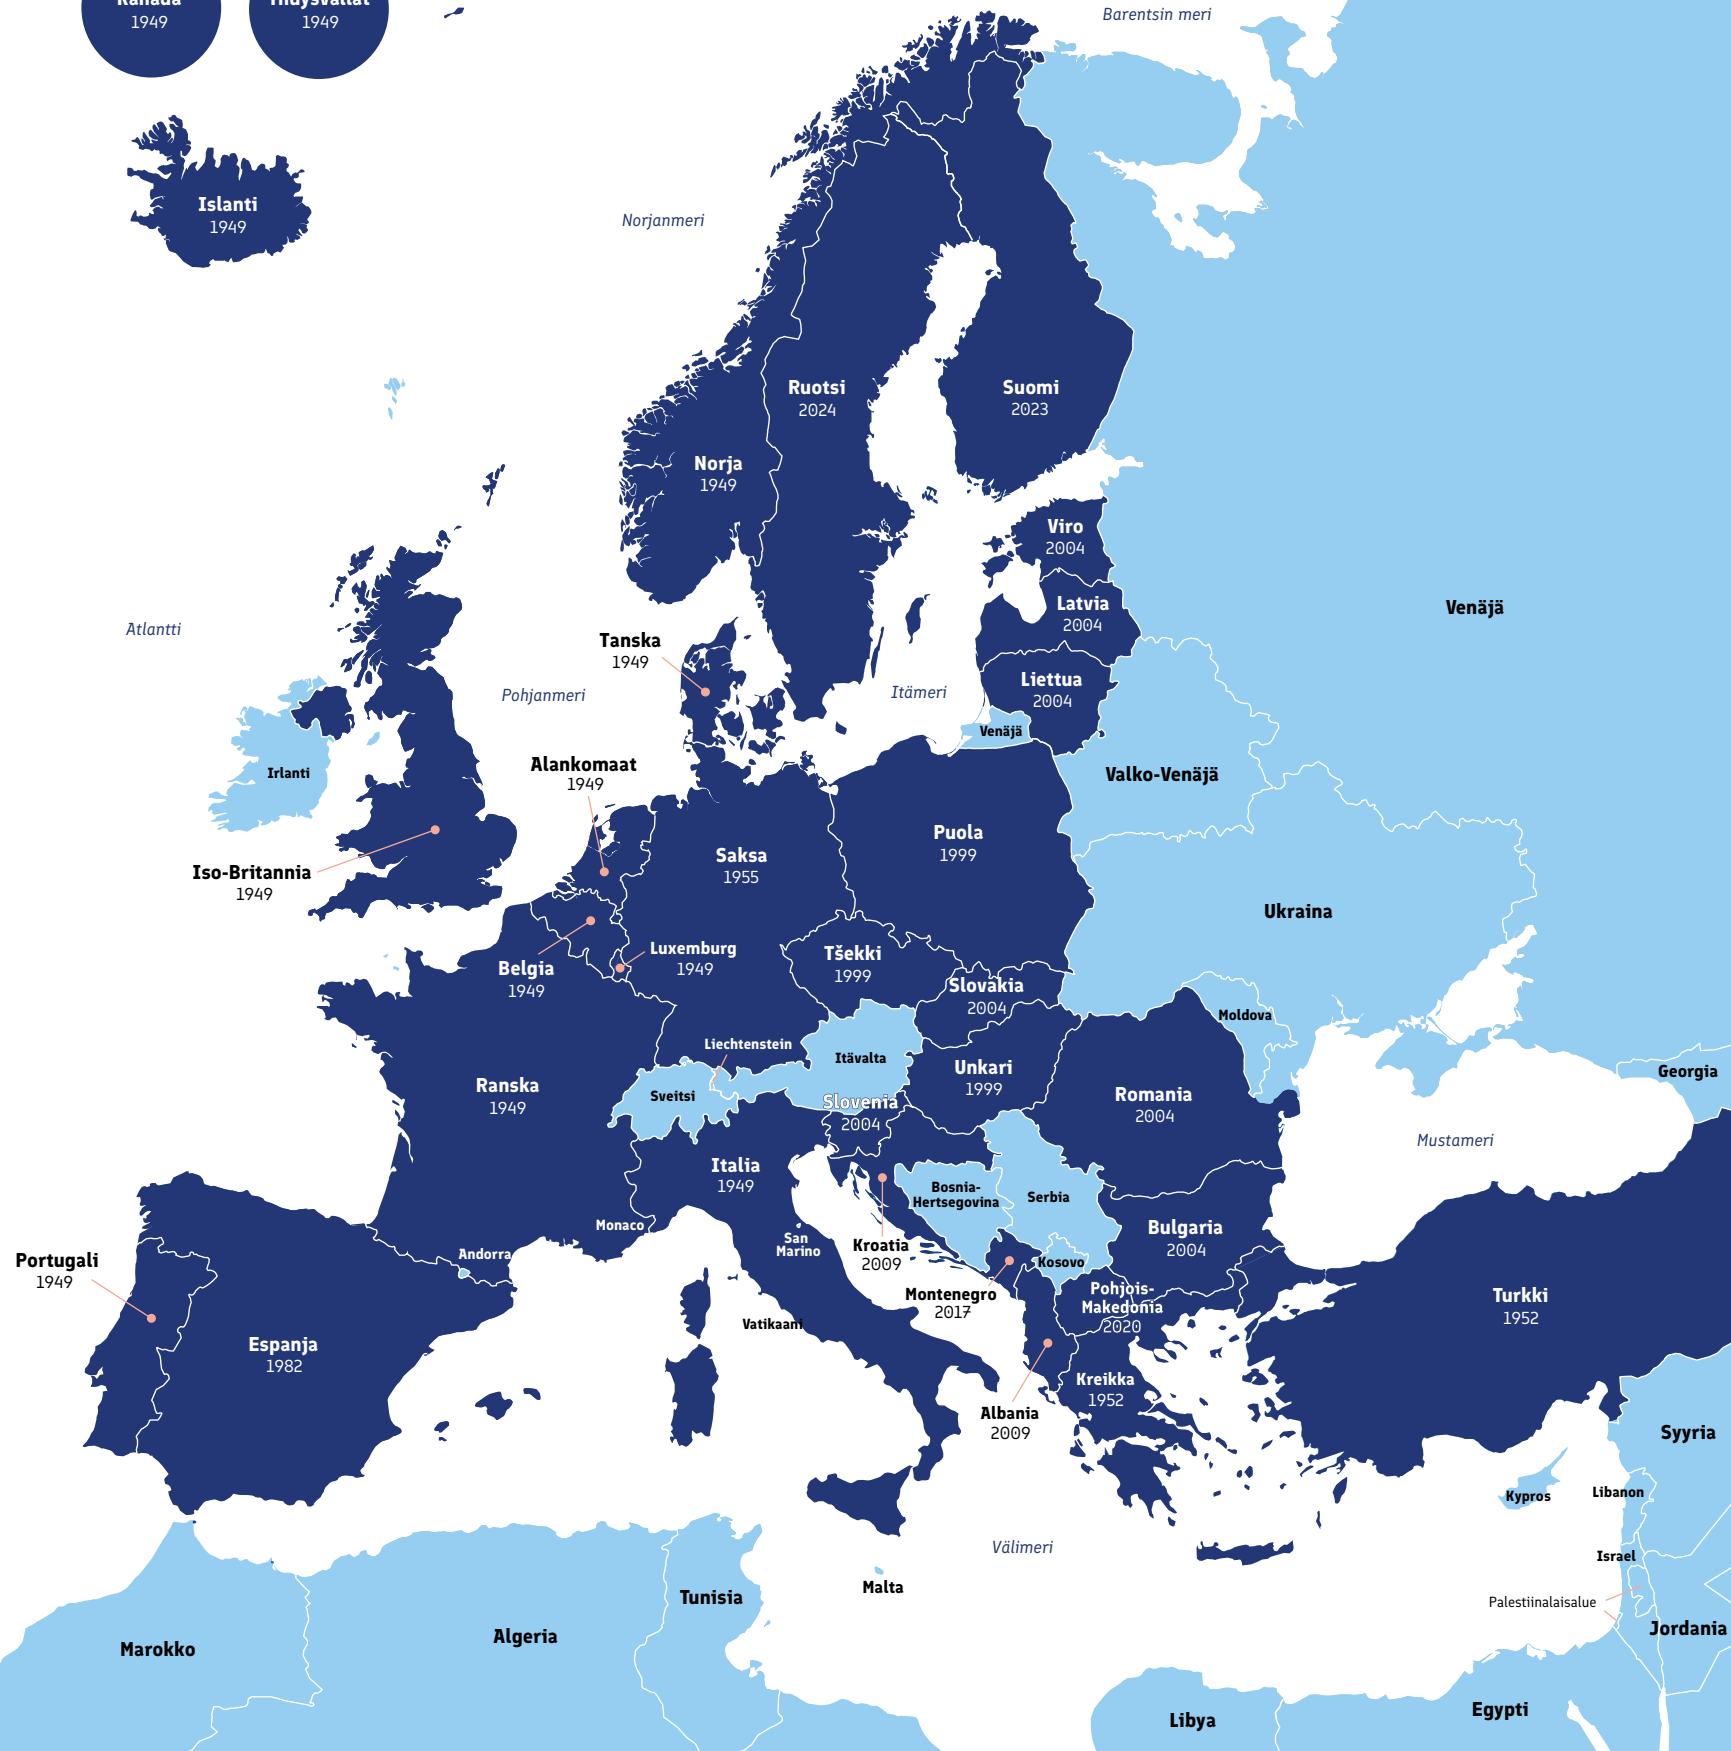 Kanada
1949
Yhdysvallat
1949
Barentsin meri
Islanti
1949
Norjanmeri
Ruotsi
2024
Suomi
2023
Norja
1949
Viro
2004
Latvia
2004
Venäjä
Atlantti
Tanska
1949
Liettua
2004
Pohjanmeri
Itämeri
Venäjä
Irlanti
Alankomaat
1949
Valko-Venäjä
Puola
1999
Saksa
1955
Iso-Britannia
1949
Ukraina
Luxemburg
1949
Tšekki
1999
Belgia
1949
Slovakia
2004
Moldova
Liechtenstein
Itävalta
Unkari
1999
Georgia
Ranska
1949
Sveitsi
Slovenia
2004
Romania
2004
Mustameri
Italia
1949
Bosnia-
Hertsegovina
Serbia
Monaco
San
Marino
Bulgaria
2004
Kroatia
2009
Andorra
Kosovo
Portugali
1949
Montenegro
2017
Pohjois-
Makedonia
2020
Turkki
1952
Vatikaani
Espanja
1982
Kreikka
1952
Albania
2009
Syyria
Kypros
Libanon
Välimeri
Israel
Malta
Tunisia
Palestiinalaisalue
Jordania
Algeria
Marokko
Libya
Egypti